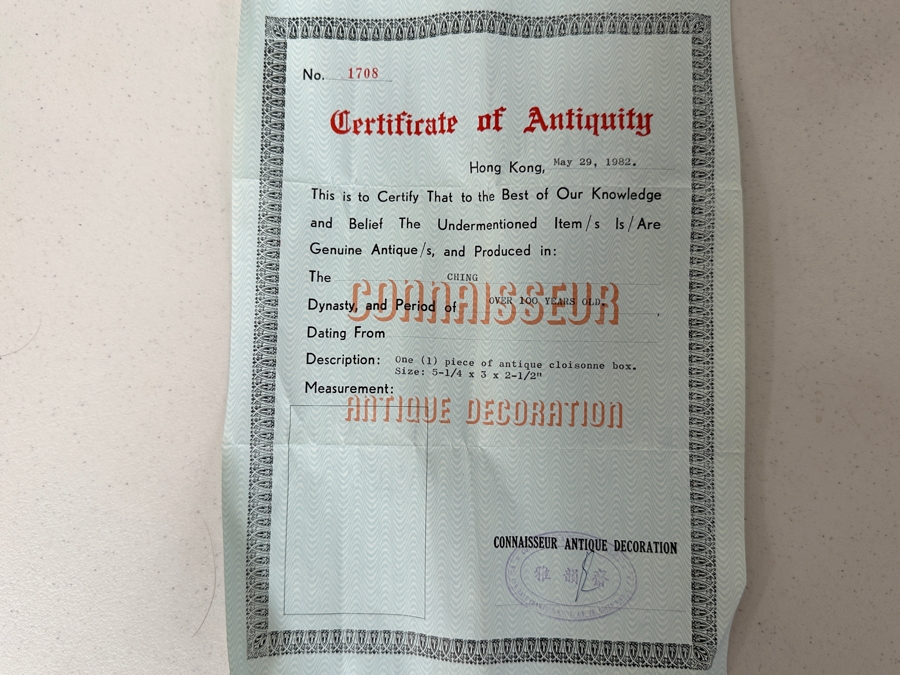 No. 1708
Certificate of Antiquity
Hong Kong, May 29, 1982.
This is to Certify That to the Best of Our Knowledge
and Belief The Undermentioned Item/s Is/Are
Genuine Antique/s, and Produced in:
The CHING
CONNAISSEUR
Dynasty, and Period of OVER 100 YEARS OLD.
Dating From
Description: One (1) piece of antique cloisonne box.
Size: 5-1/4 x 3 x 2-1/2"
Measurement:
ANTIQUE DECORATION
CONNAISSEUR ANTIQUE DECORATION
雅韻齋